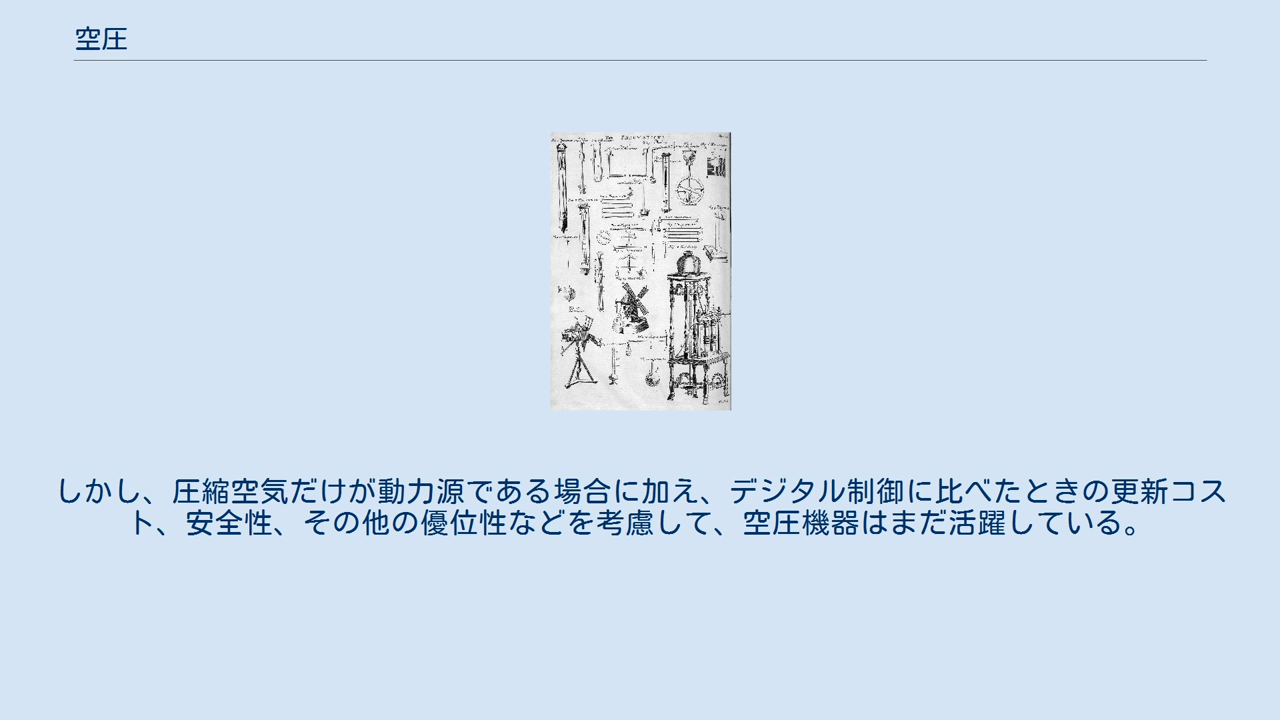 空圧
しかし、圧縮空気だけが動力源である場合に加え、デジタル制御に比べたときの更新コス
ト、安全性、その他の優位性などを考慮して、空圧機器はまだ活躍している。